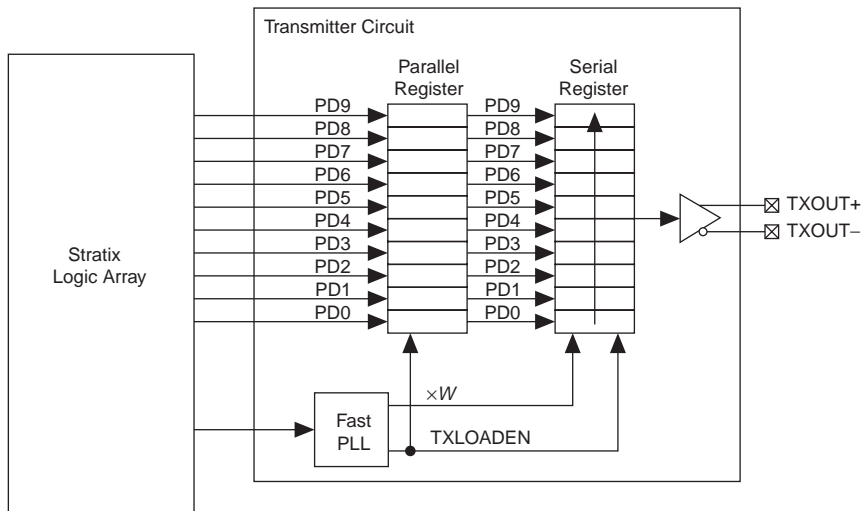 Transmitter Circuit
Parallel
Register
Serial
Register
PD9
PD9
PD8
PD8
PD7
PD7
PD6
PD6
PD5
PD5
PD4
PD4
PD3
PD3
PD2
PD2
PD1
PD1
PD0
PD0
Stratix
Logic Array
TXOUT+
TXOUT−
×W
Fast
PLL
TXLOADEN